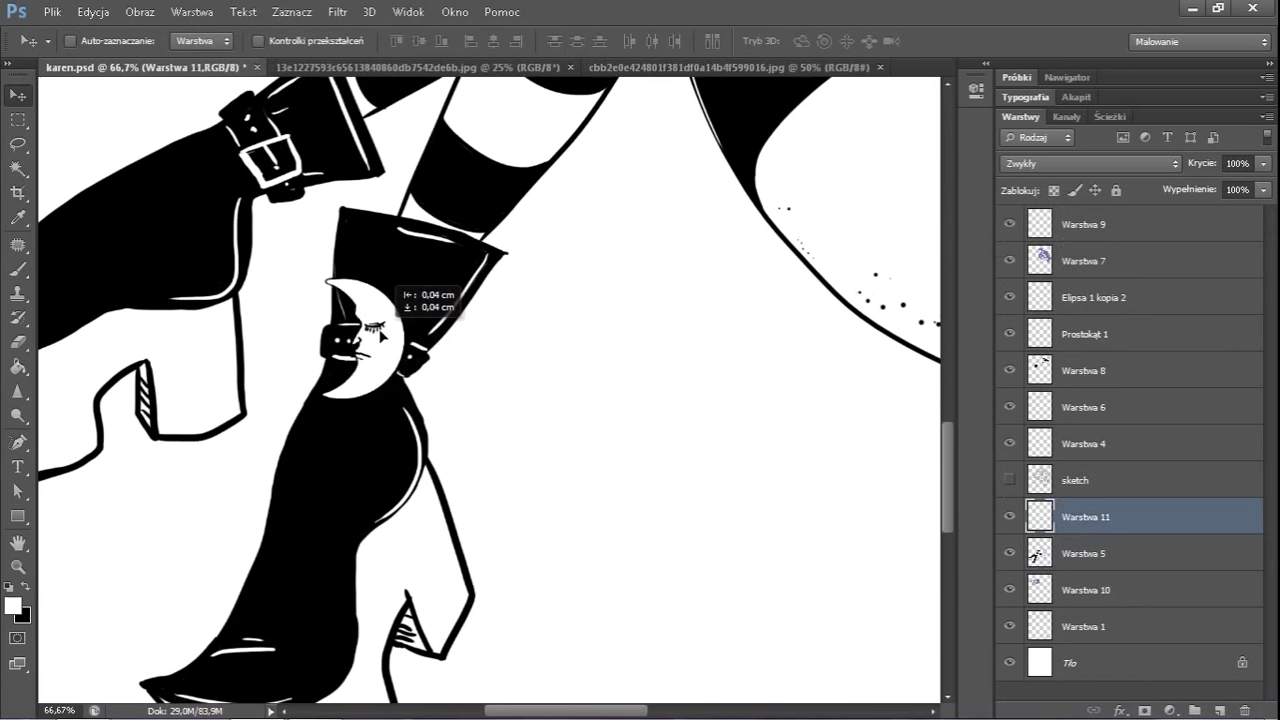 Ps Plik Edycja Obraz Warstwa Tekst Zaznacz Filtr 3D Widok Okno Pomoc
Auto-zaznaczanie: Warstwa Kontrolki przekształceń Tryb 3D: Malowanie
karen.psd @ 66,7% (Warstwa 11,RGB/8) * × 13e1227593c65613840860db7542de6b.jpg @ 25% (RGB/8*) × cbb2e0e424801f381df0a14b4f599016.jpg @ 50% (RGB/8#) ×
Próbki Nawigator
Typografia Akapit
Warstwy Kanały Ścieżki
Rodzaj
Zwykły Krycie: 100%
Zablokuj: Wypełnienie: 100%
Warstwa 9
Warstwa 7
Elipsa 1 kopia 2
Prostokąt 1
Warstwa 8
Warstwa 6
Warstwa 4
sketch
Warstwa 11
Warstwa 5
Warstwa 10
Warstwa 1
Tło
: 0,04 cm
: 0,04 cm
66,67% Dok: 29,0M/83,9M